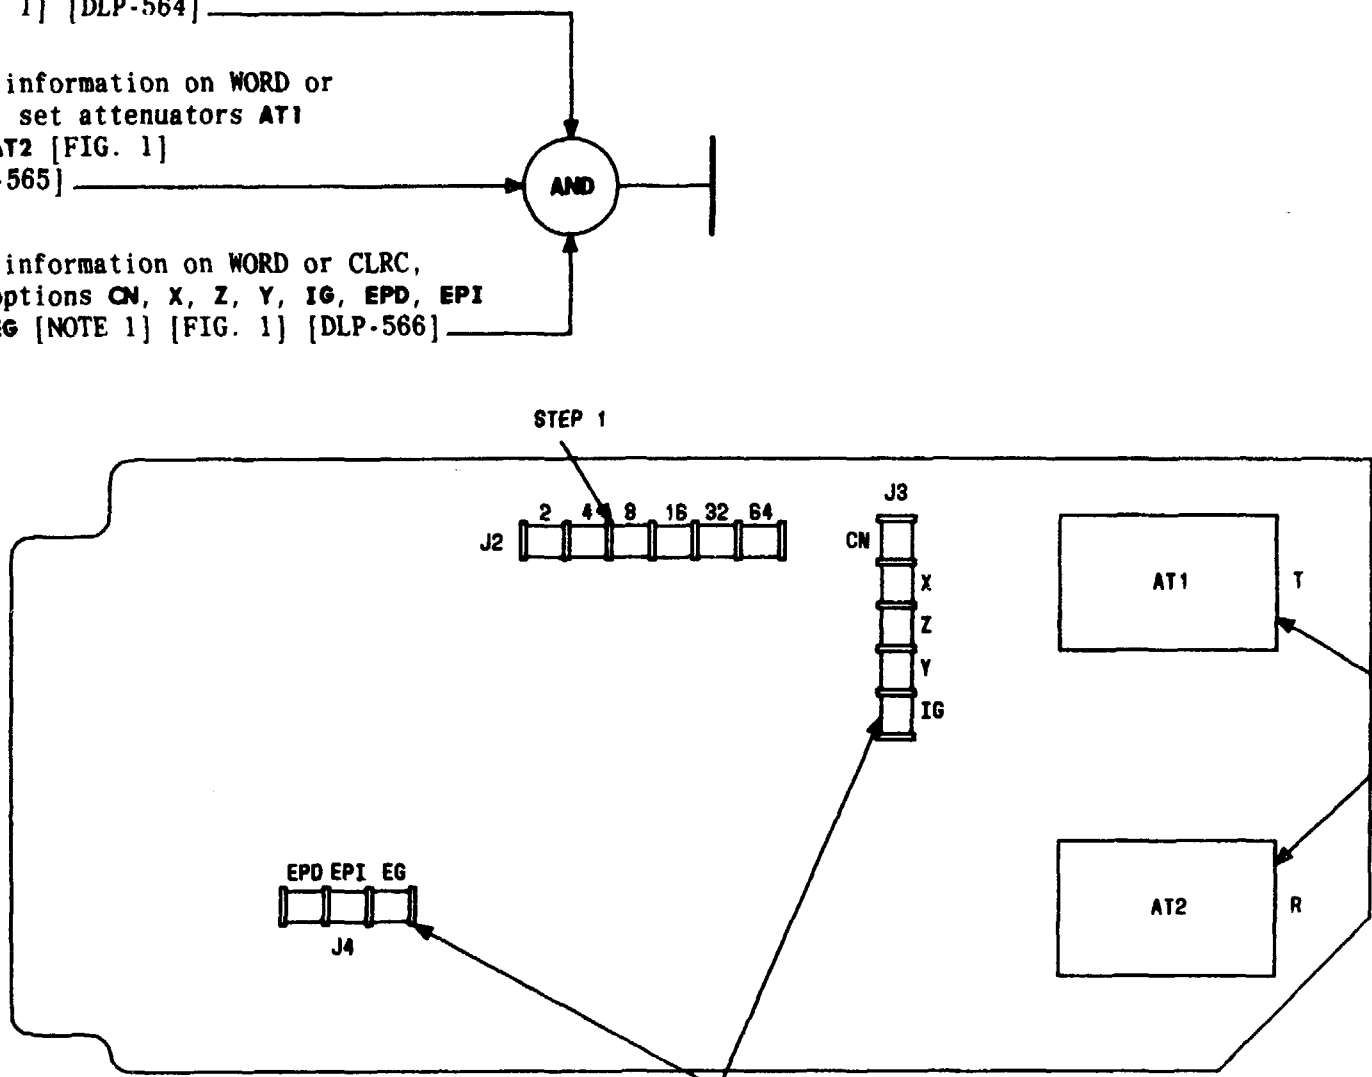 1] [DLP-564]
information on WORD or
set attenuators AT1
AT2 [FIG. 1]
-565]
AND
information on WORD or CLRC,
options CN, X, Z, Y, IG, EPD, EPI
EG [NOTE 1] [FIG. 1] [DLP-566]
STEP 1
J2
2 4 8 16 32 64
J3
CN
X
Z
Y
IG
AT1
T
EPD EPI EG
J4
AT2
R